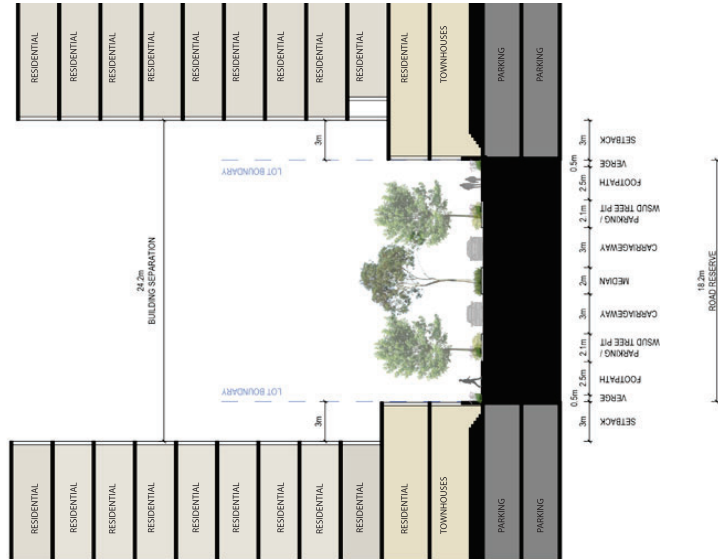 RESIDENTIAL
RESIDENTIAL
RESIDENTIAL
RESIDENTIAL
RESIDENTIAL
RESIDENTIAL
RESIDENTIAL
RESIDENTIAL
RESIDENTIAL
RESIDENTIAL
TOWNHOUSES
PARKING
PARKING
24.2m
BUILDING SEPARATION
3m
LOT BOUNDARY
LOT BOUNDARY
3m
3m
SETBACK
0.5m
VERGE
2.5m
FOOTPATH
2.1m
PARKING /
WSUD TREE PIT
3m
CARRIAGEWAY
2m
MEDIAN
3m
CARRIAGEWAY
2.1m
PARKING /
WSUD TREE PIT
2.5m
FOOTPATH
0.5m
VERGE
3m
SETBACK
18.2m
ROAD RESERVE
RESIDENTIAL
RESIDENTIAL
RESIDENTIAL
RESIDENTIAL
RESIDENTIAL
RESIDENTIAL
RESIDENTIAL
RESIDENTIAL
RESIDENTIAL
RESIDENTIAL
TOWNHOUSES
PARKING
PARKING